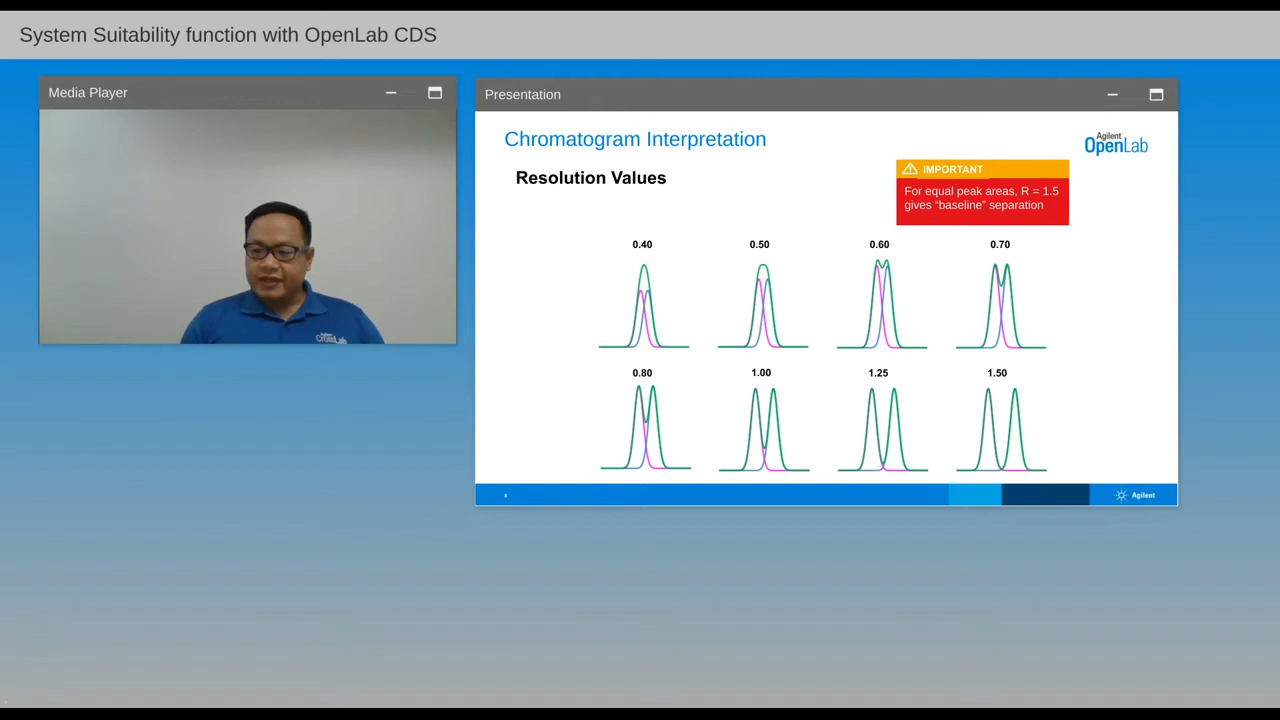 System Suitability function with OpenLab CDS
Media Player
Presentation
Chromatogram Interpretation
Agilent
OpenLab
Resolution Values
IMPORTANT
For equal peak areas, R = 1.5
gives “baseline” separation
0.40 0.50 0.60 0.70
0.80 1.00 1.25 1.50
CrossLab
Agilent